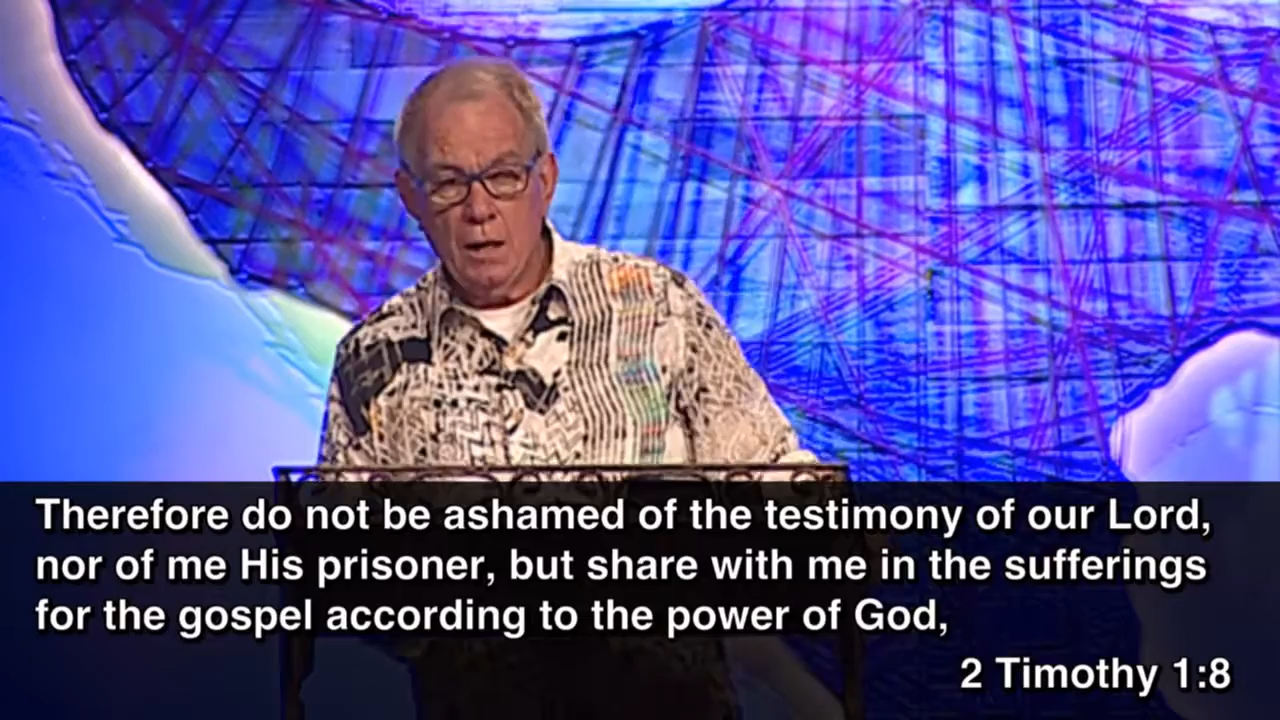 Therefore do not be ashamed of the testimony of our Lord,
nor of me His prisoner, but share with me in the sufferings
for the gospel according to the power of God,
2 Timothy 1:8